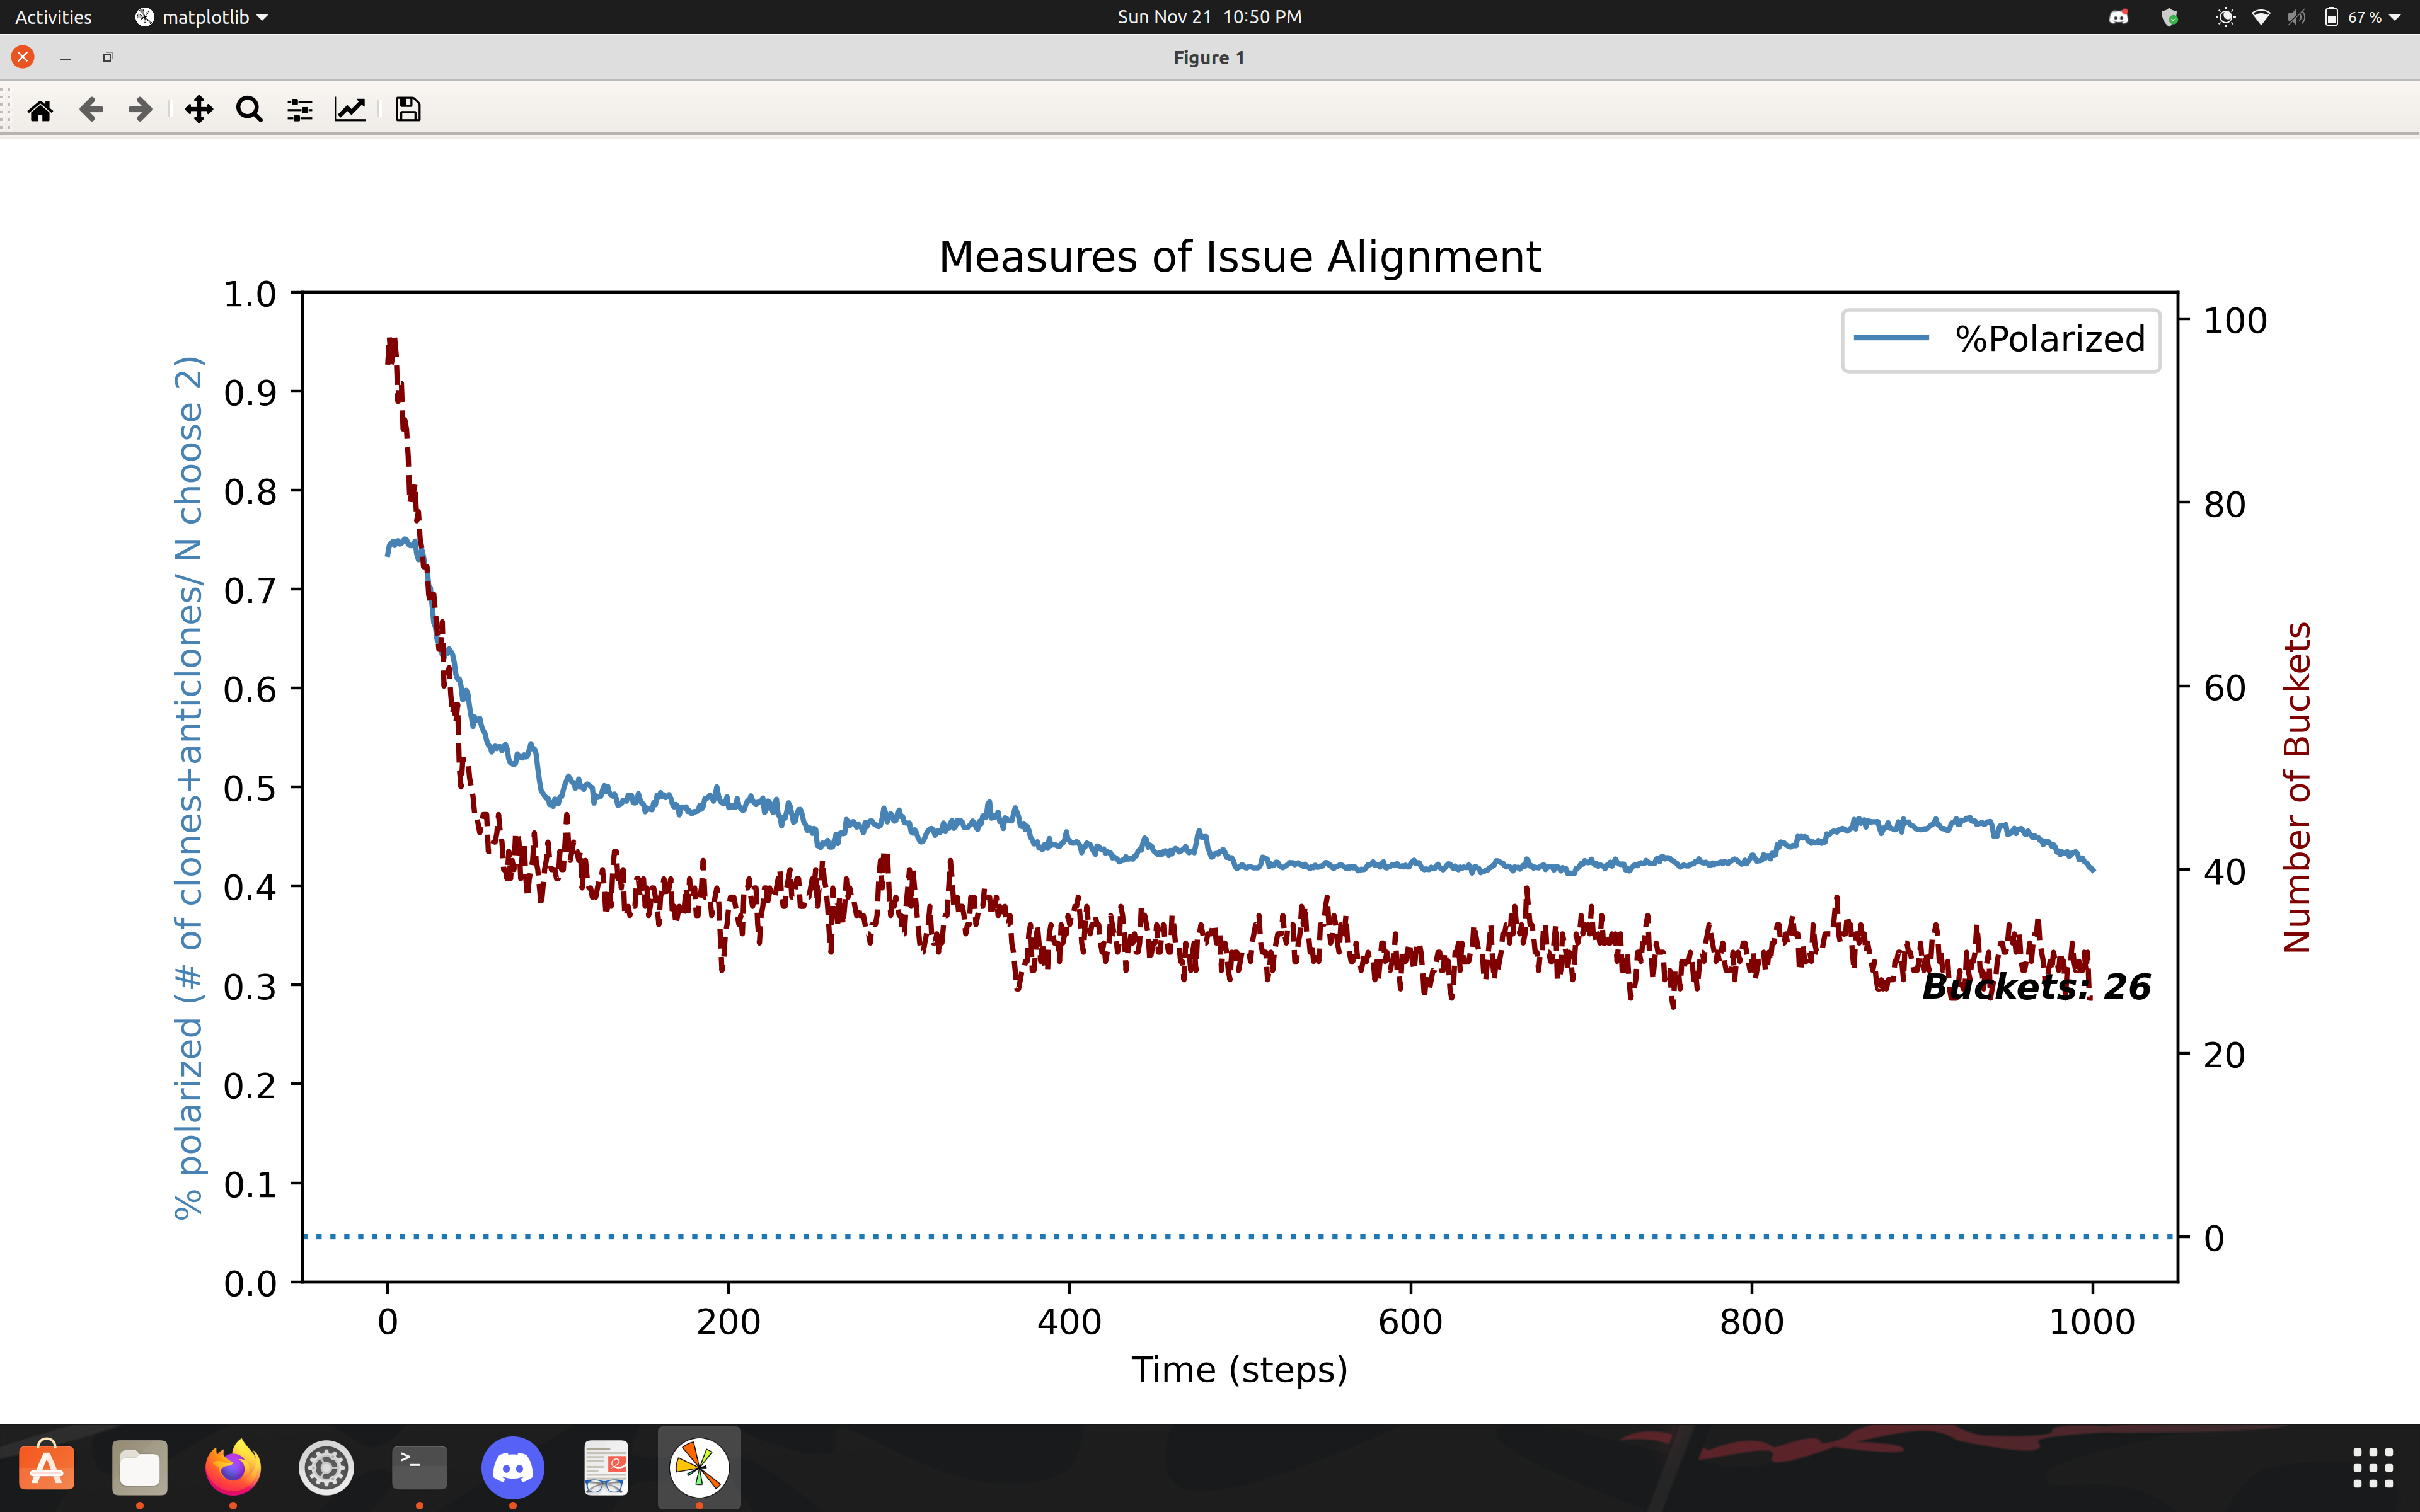 Activities
matplotlib
Sun Nov 21 10:50 PM
67 %
Figure 1
Measures of Issue Alignment
%Polarized
% polarized (# of clones+anticlones/ N choose 2)
1.0
0.9
0.8
0.7
0.6
0.5
0.4
0.3
0.2
0.1
0.0
100
80
60
40
20
0
Number of Buckets
Buckets: 26
0
200
400
600
800
1000
Time (steps)